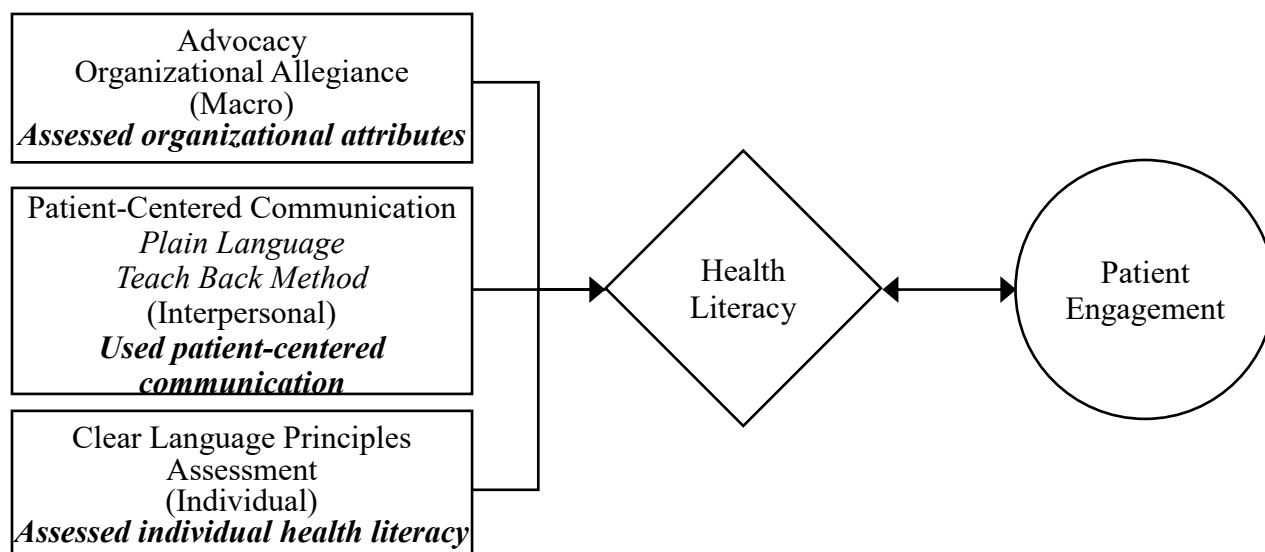 Advocacy
Organizational Allegiance
(Macro)
Assessed organizational attributes
Patient-Centered Communication
Plain Language
Teach Back Method
(Interpersonal)
Used patient-centered
communication
Clear Language Principles
Assessment
(Individual)
Assessed individual health literacy
Health
Literacy
Patient
Engagement